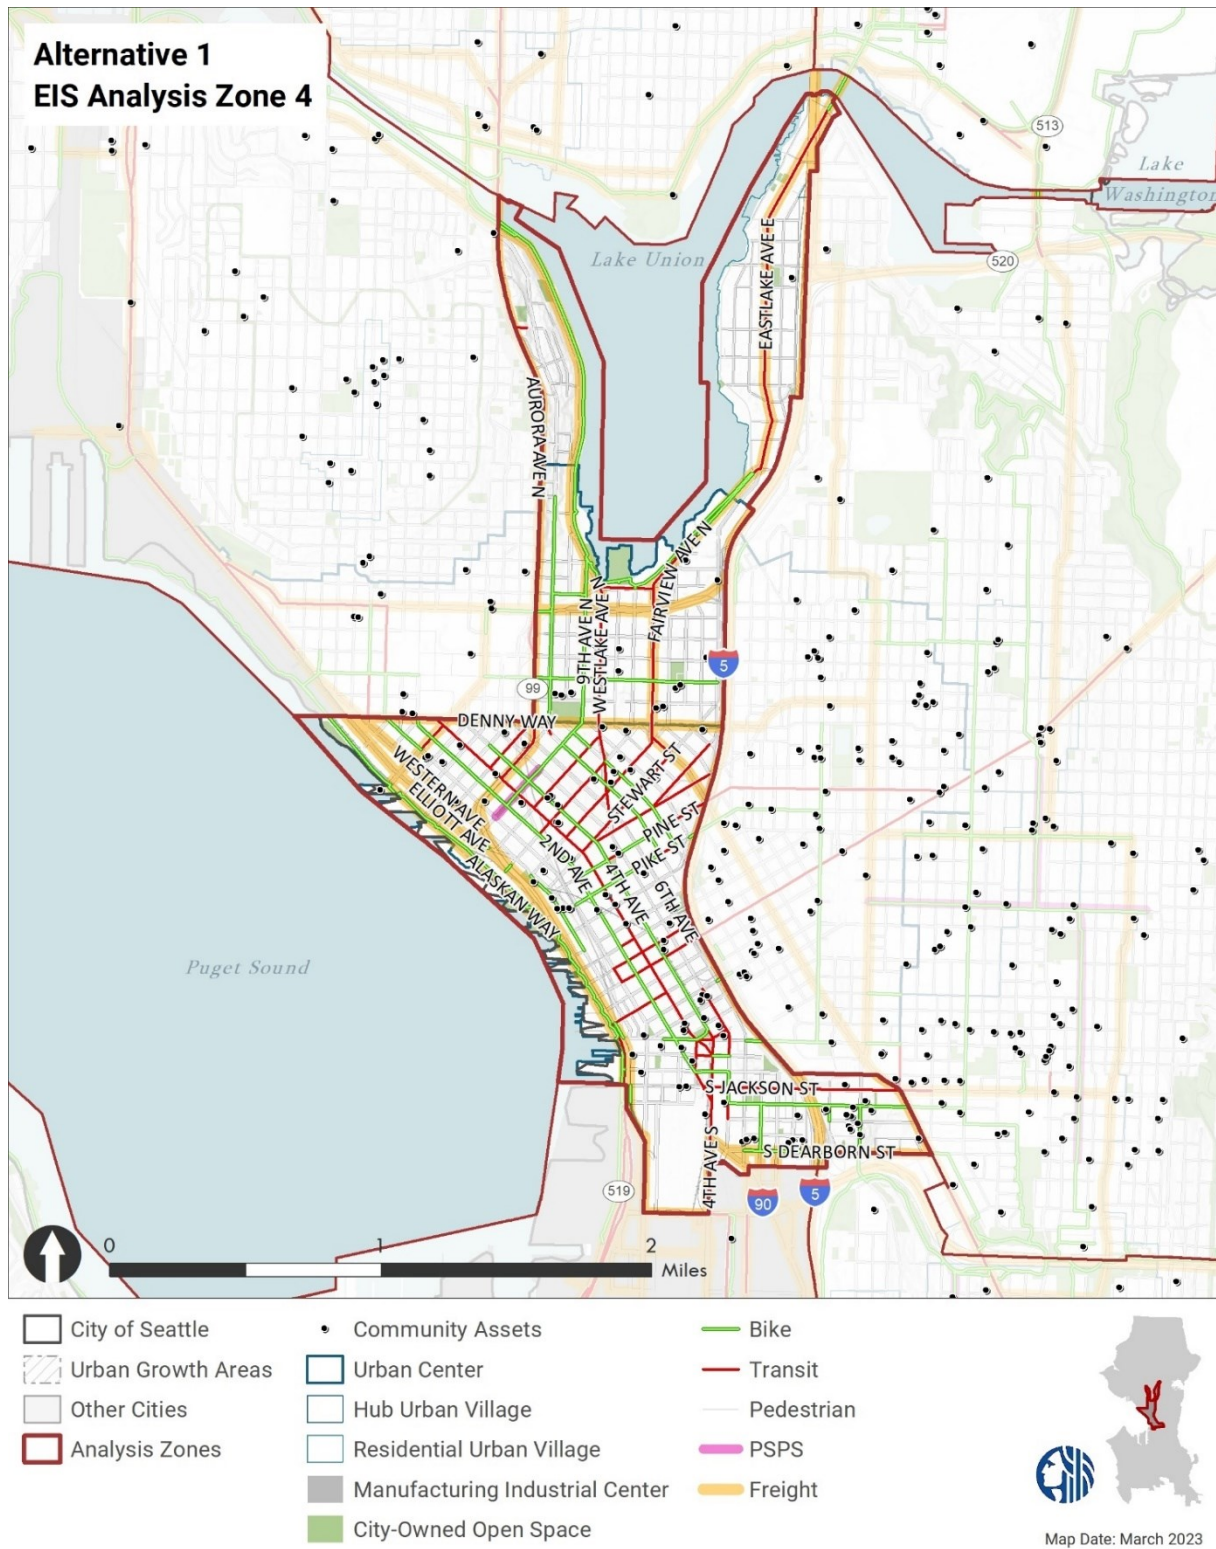 Alternative 1
EIS Analysis Zone 4
513
Lake
Washington
Lake Union
520
EASTLAKE AVE E
AURORA AVE N
FAIRVIEW AVE N
9TH AVE N
WESTLAKE AVE N
5
99
DENNY WAY
WESTERN AVE
ELLIOTT AVE
STEWART ST
PINE ST
PIKE ST
2ND AVE
4TH AVE
6TH AVE
ALASKAN WAY
Puget Sound
S JACKSON ST
S DEARBORN ST
4TH AVE S
519
90
5
0
1
2
Miles
City of Seattle
Urban Growth Areas
Other Cities
Analysis Zones
Community Assets
Urban Center
Hub Urban Village
Residential Urban Village
Manufacturing Industrial Center
City-Owned Open Space
Bike
Transit
Pedestrian
PSPS
Freight
Map Date: March 2023